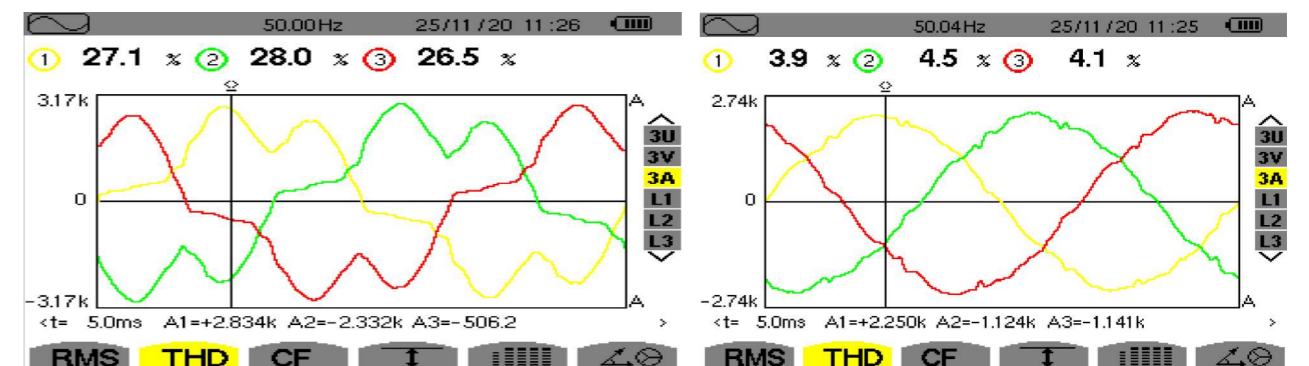 50.00Hz 25/11/20 11:26
1 27.1 % 2 28.0 % 3 26.5 %
3.17k A
0
-3.17k A
3U
3V
3A
L1
L2
L3
<t= 5.0ms A1=+2.834k A2=-2.332k A3=-506.2 >
RMS THD CF
50.04Hz 25/11/20 11:25
1 3.9 % 2 4.5 % 3 4.1 %
2.74k A
0
-2.74k A
3U
3V
3A
L1
L2
L3
<t= 5.0ms A1=+2.250k A2=-1.124k A3=-1.141k >
RMS THD CF